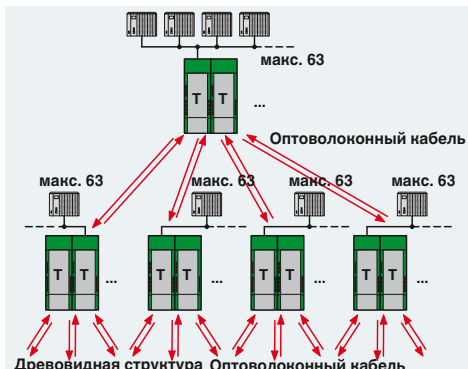 макс. 63
T T ...
Оптоволоконный кабель
макс. 63 макс. 63 макс. 63 макс. 63
T T ... T T ... T T ... T T ...
Древовидная структура Оптоволоконный кабель